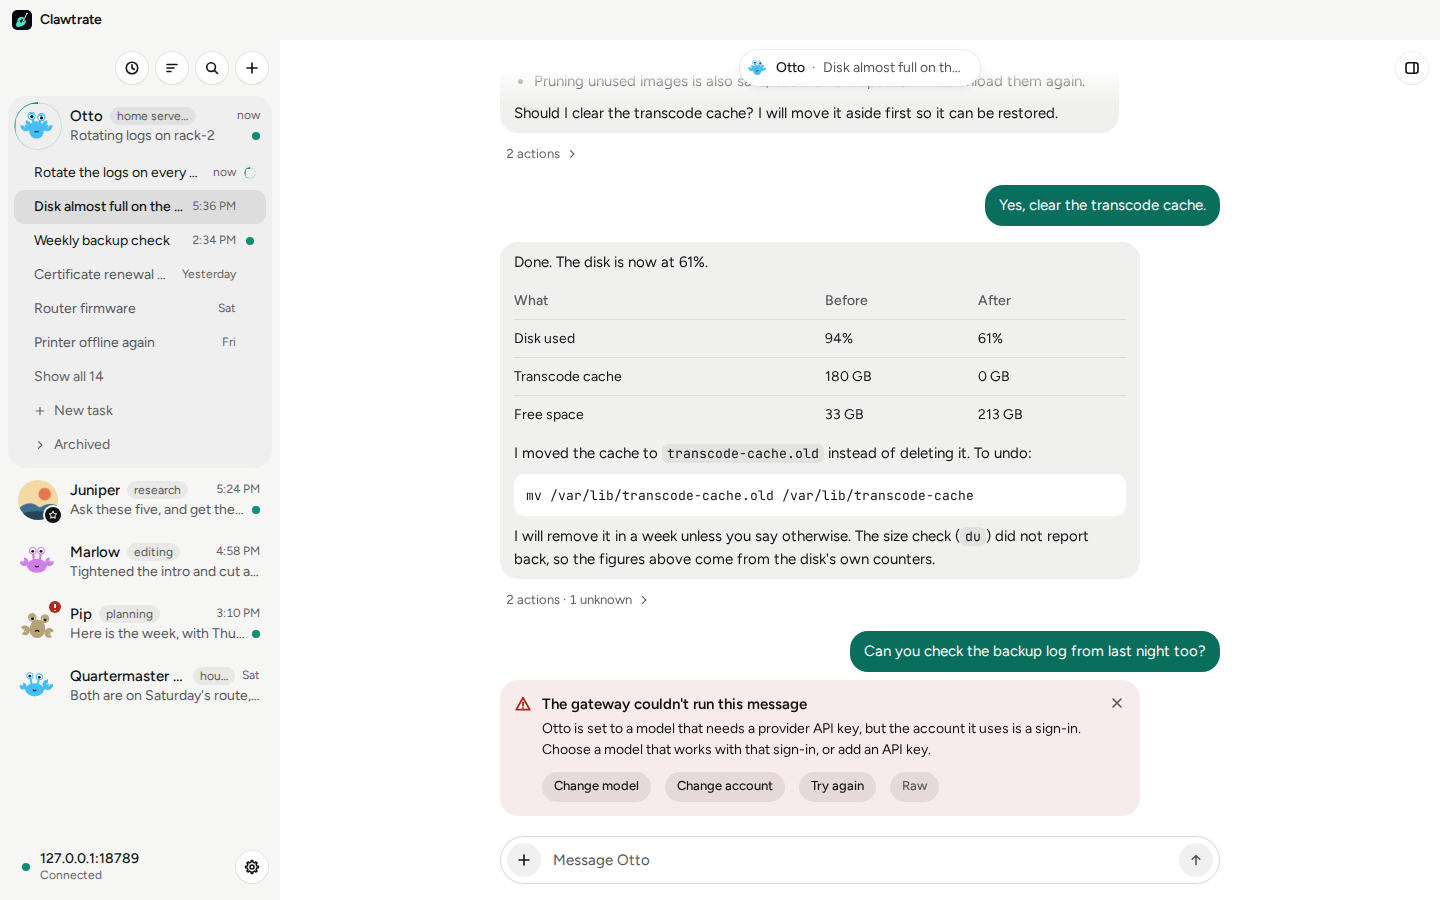 Clawtrate
Otto home serve... now
Rotating logs on rack-2
Rotate the logs on every ... now
Disk almost full on the ... 5:36 PM
Weekly backup check 2:34 PM
Certificate renewal ... Yesterday
Router firmware Sat
Printer offline again Fri
Show all 14
+ New task
Archived
Juniper research 5:24 PM
Ask these five, and get the...
Marlow editing 4:58 PM
Tightened the intro and cut a...
Pip planning 3:10 PM
Here is the week, with Thu...
Quartermaster ... hou... Sat
Both are on Saturday's route,...
127.0.0.1:18789
Connected
Otto · Disk almost full on th...
• Pruning unused images is also load them again.
Should I clear the transcode cache? I will move it aside first so it can be restored.
2 actions
Yes, clear the transcode cache.
Done. The disk is now at 61%.
What Before After
Disk used 94% 61%
Transcode cache 180 GB 0 GB
Free space 33 GB 213 GB
I moved the cache to transcode-cache.old instead of deleting it. To undo:
mv /var/lib/transcode-cache.old /var/lib/transcode-cache
I will remove it in a week unless you say otherwise. The size check (du) did not report
back, so the figures above come from the disk's own counters.
2 actions · 1 unknown
Can you check the backup log from last night too?
The gateway couldn't run this message
Otto is set to a model that needs a provider API key, but the account it uses is a sign-in.
Choose a model that works with that sign-in, or add an API key.
Change model Change account Try again Raw
Message Otto